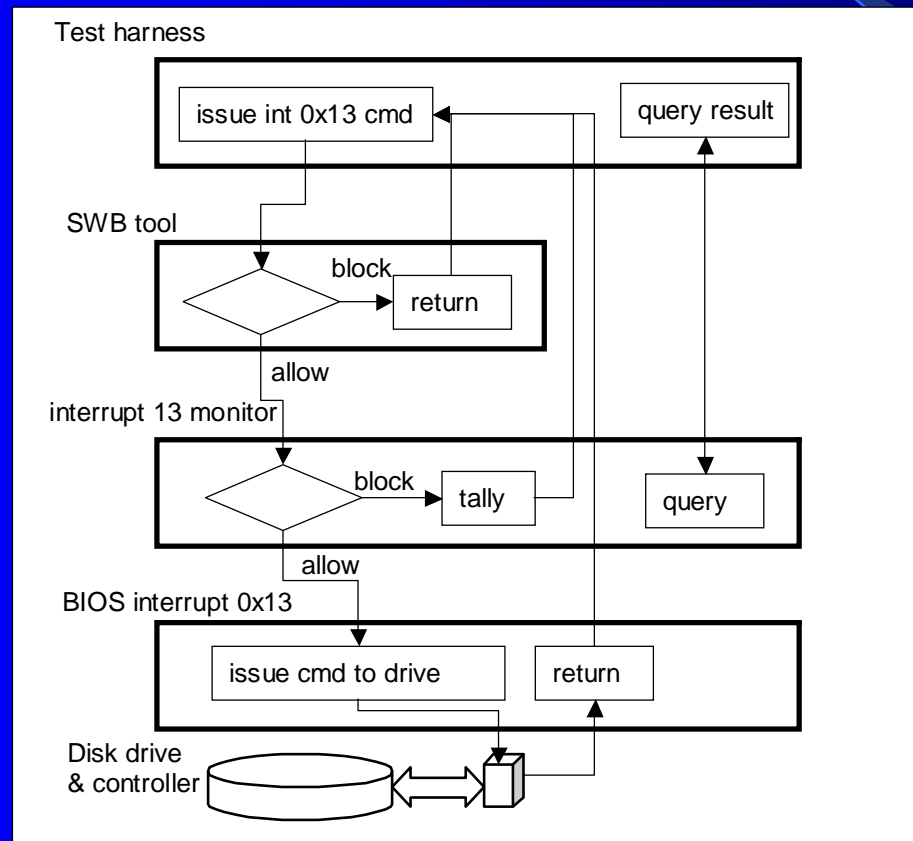 Test harness
issue int 0x13 cmd
query result
SWB tool
block
return
allow
interrupt 13 monitor
block
tally
query
allow
BIOS interrupt 0x13
issue cmd to drive
return
Disk drive
& controller